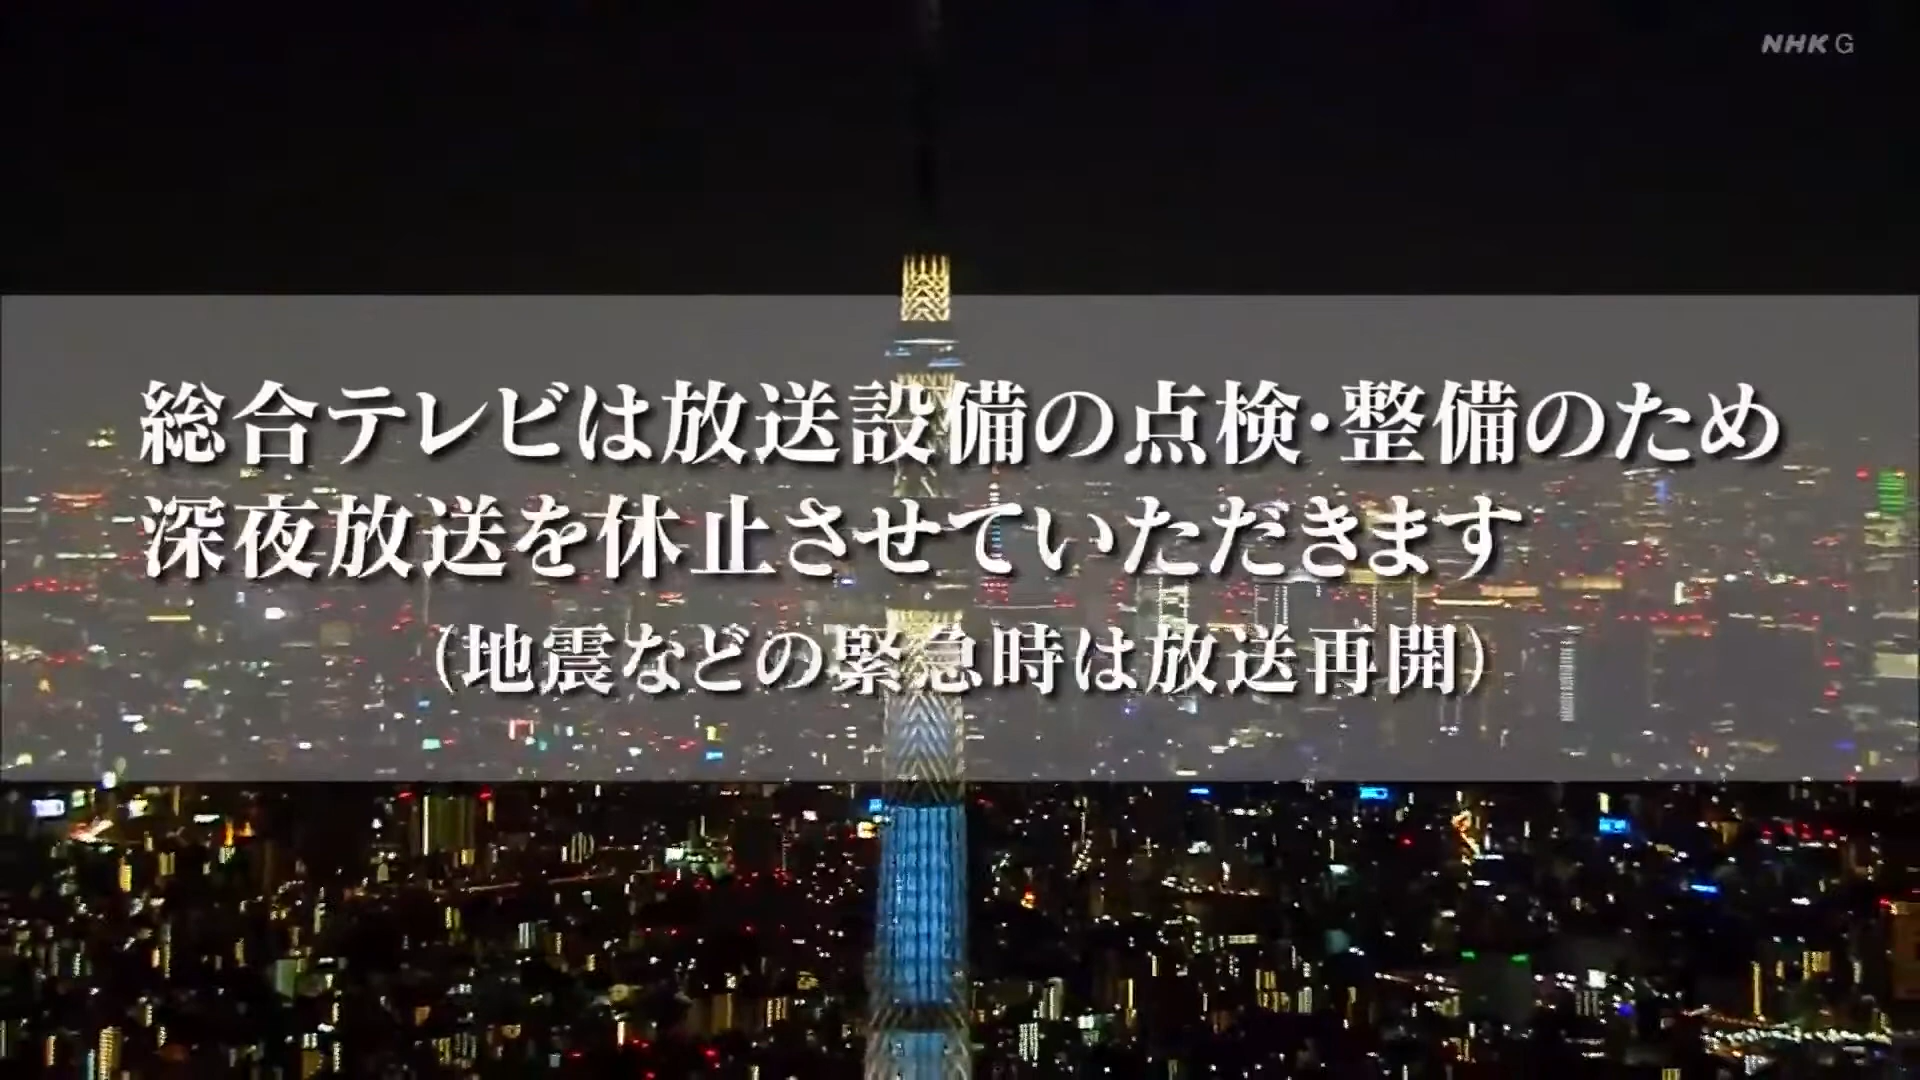 NHK G
総合テレビは放送設備の点検・整備のため
深夜放送を休止させていただきます
(地震などの緊急時は放送再開)